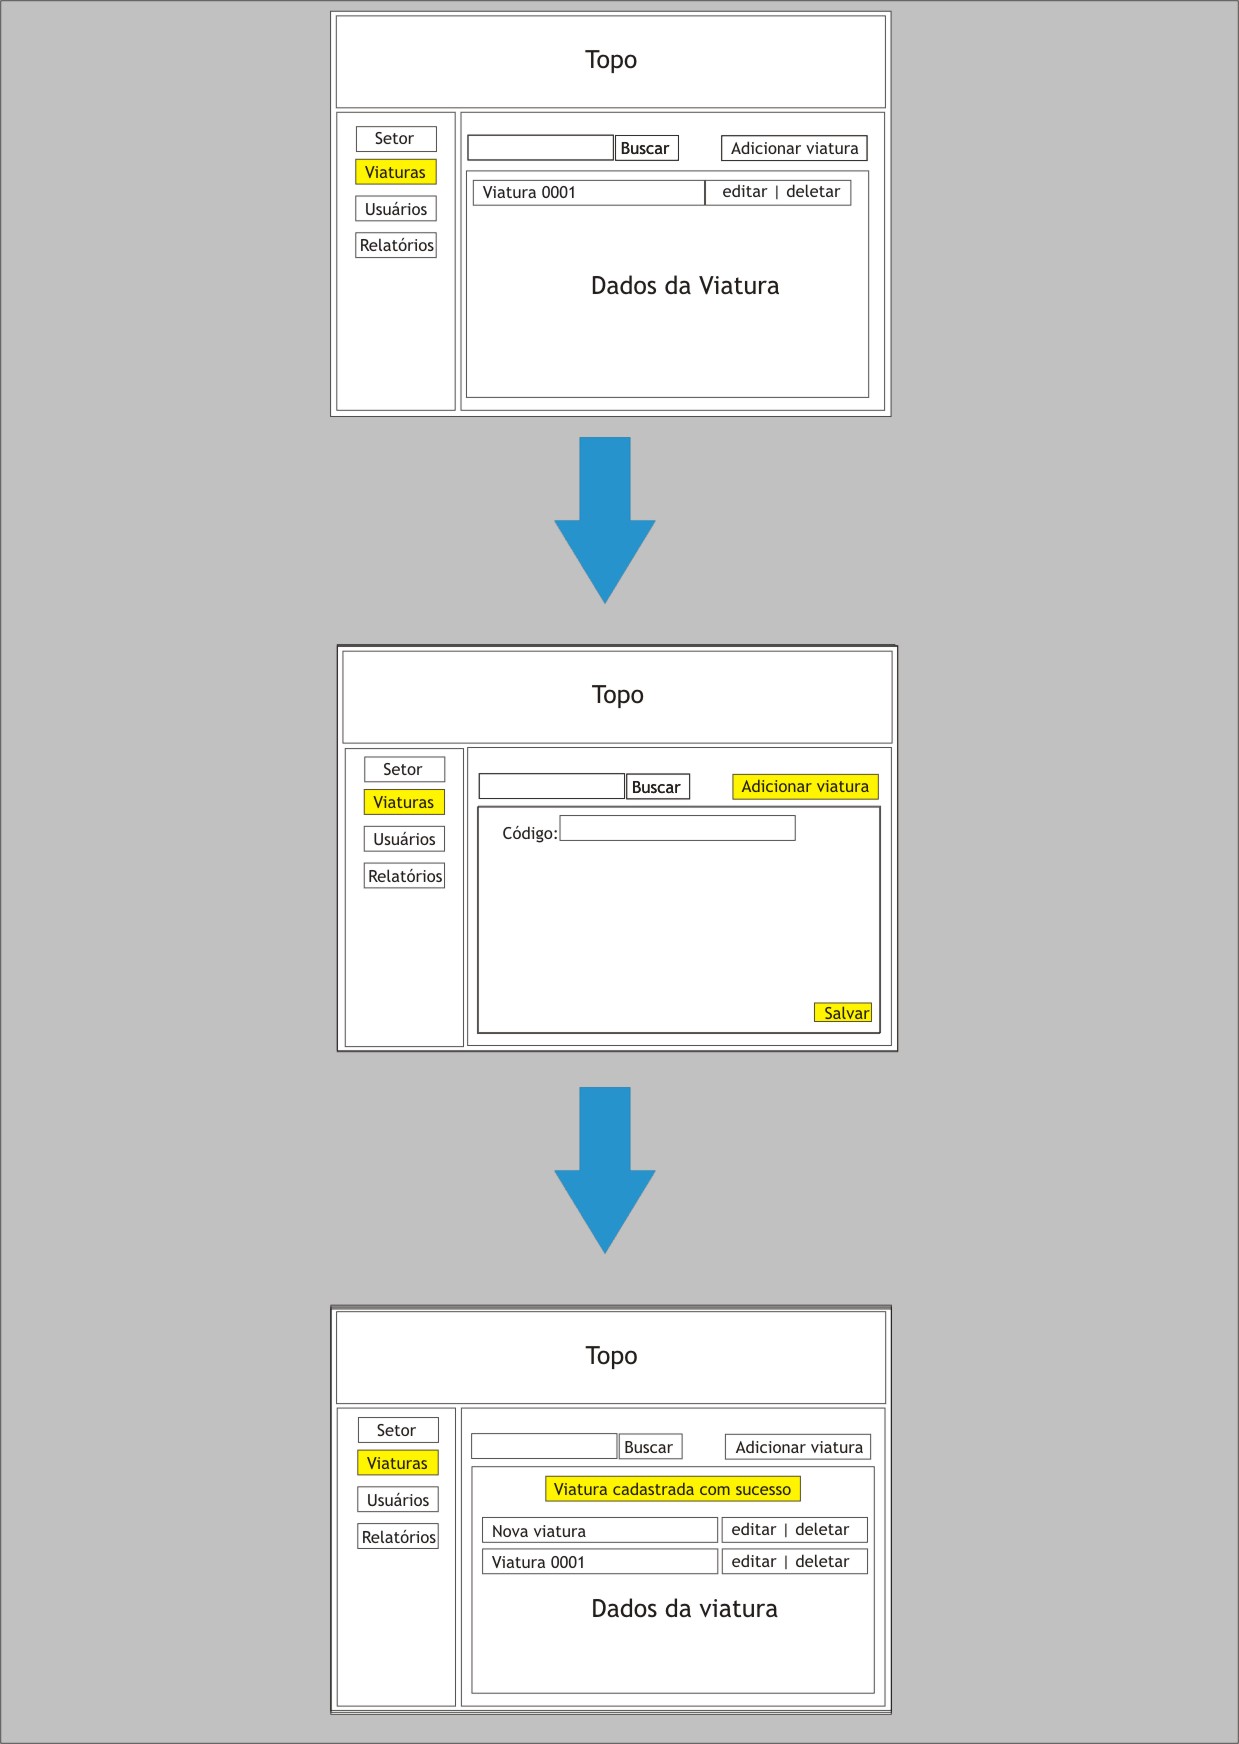 Topo
Setor
Viaturas
Usuários
Relatórios
Buscar
Adicionar viatura
Viatura 0001
editar | deletar
Dados da Viatura
Topo
Setor
Viaturas
Usuários
Relatórios
Buscar
Adicionar viatura
Código:
Salvar
Topo
Setor
Viaturas
Usuários
Relatórios
Buscar
Adicionar viatura
Viatura cadastrada com sucesso
Nova viatura
editar | deletar
Viatura 0001
editar | deletar
Dados da viatura